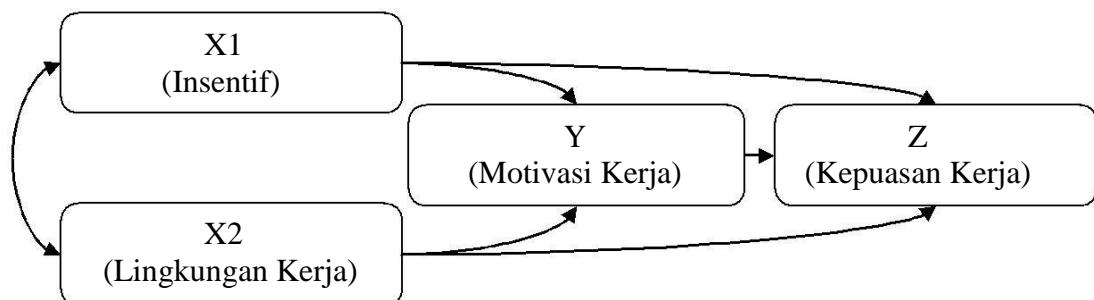 X1
(Insentif)
Y
(Motivasi Kerja)
Z
(Kepuasan Kerja)
X2
(Lingkungan Kerja)